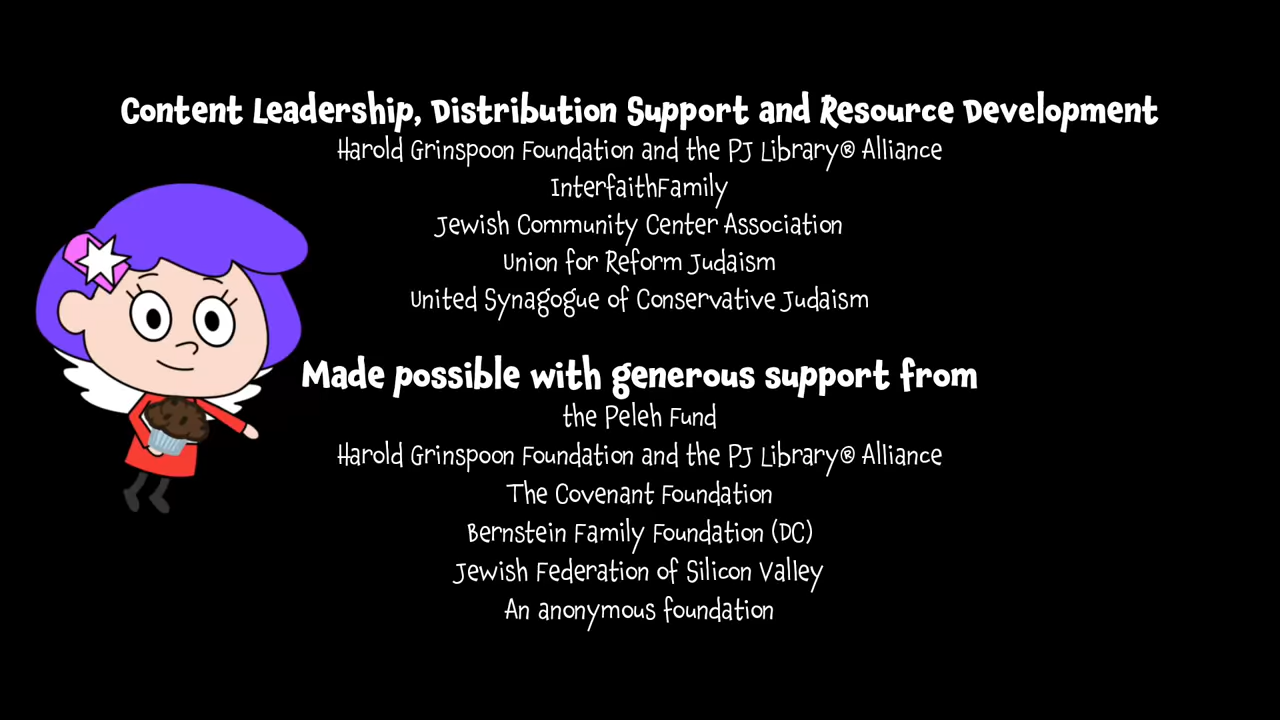 Content Leadership, Distribution Support and Resource Development
Harold Grinspoon Foundation and the PJ Library® Alliance
InterfaithFamily
Jewish Community Center Association
Union for Reform Judaism
United Synagogue of Conservative Judaism
Made possible with generous support from
the Peleh Fund
Harold Grinspoon Foundation and the PJ Library® Alliance
The Covenant Foundation
Bernstein Family Foundation (DC)
Jewish Federation of Silicon Valley
An anonymous foundation